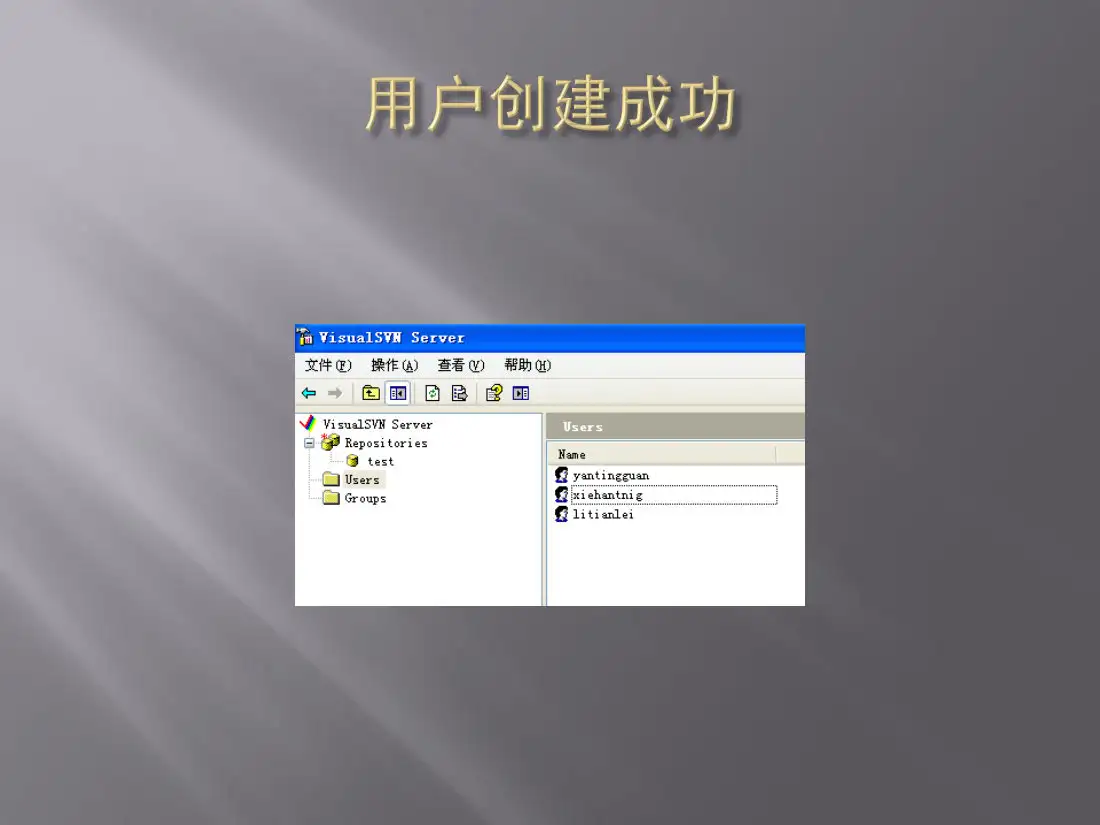 用户创建成功
VisualSVN Server
文件(F) 操作(A) 查看(V) 帮助(H)
VisualSVN Server
Repositories
test
Users
Groups
Users
Name
yantingguan
xiehantnig
litianlei